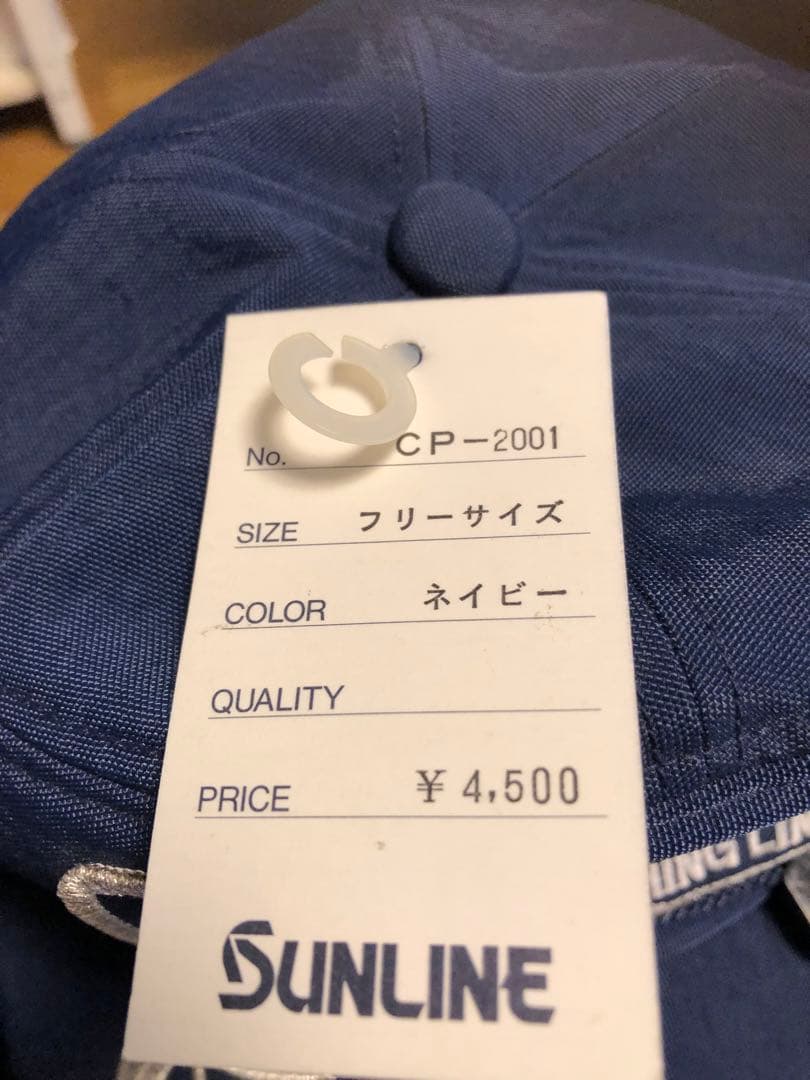 No. CP-2001
SIZE フリーサイズ
COLOR ネイビー
QUALITY
PRICE ¥ 4,500
SUNLINE